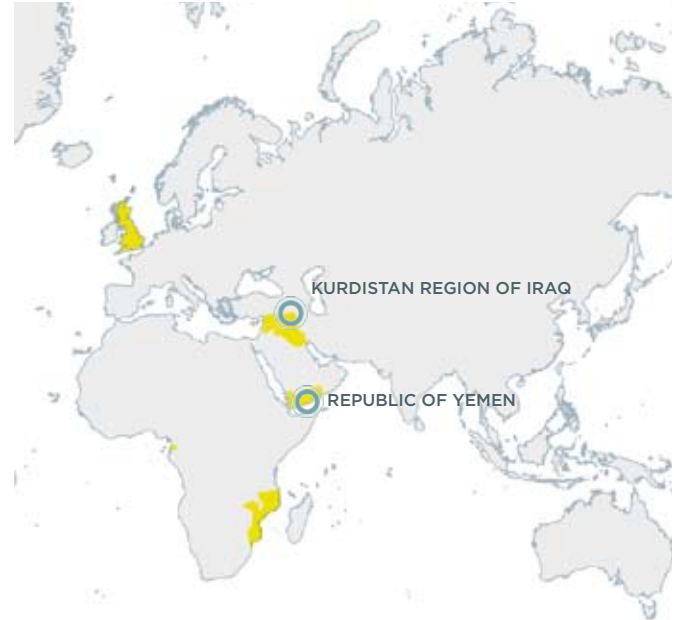 KURDISTAN REGION OF IRAQ
REPUBLIC OF YEMEN